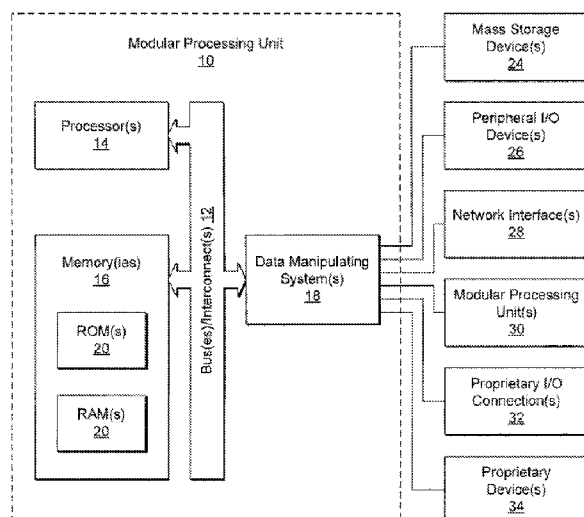 Modular Processing Unit
10
Processor(s)
14
Memory(ies)
16
ROM(s)
20
RAM(s)
20
Bus(es)/Interconnect(s) 12
Data Manipulating
System(s)
18
Mass Storage
Device(s)
24
Peripheral I/O
Device(s)
26
Network Interface(s)
28
Modular Processing
Unit(s)
30
Proprietary I/O
Connection(s)
32
Proprietary
Device(s)
34